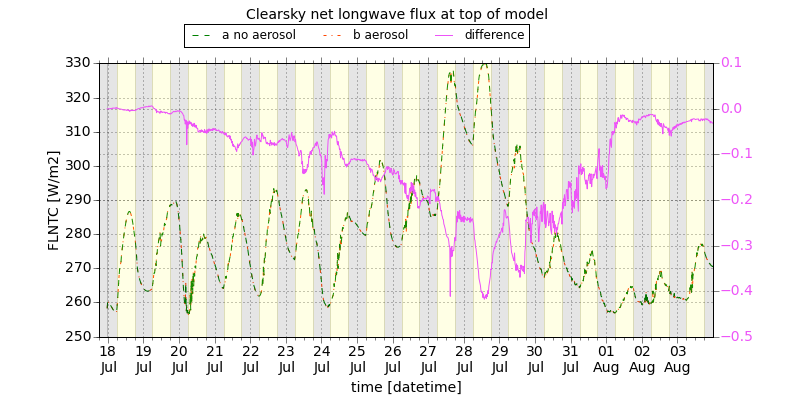 Clearsky net longwave flux at top of model
a no aerosol b aerosol difference
330
320
310
300
290
280
270
260
250
FLNTC [W/m2]
0.1
0.0
−0.1
−0.2
−0.3
−0.4
−0.5
18 19 20 21 22 23 24 25 26 27 28 29 30 31 01 02 03
Jul Jul Jul Jul Jul Jul Jul Jul Jul Jul Jul Jul Jul Jul Aug Aug Aug
time [datetime]